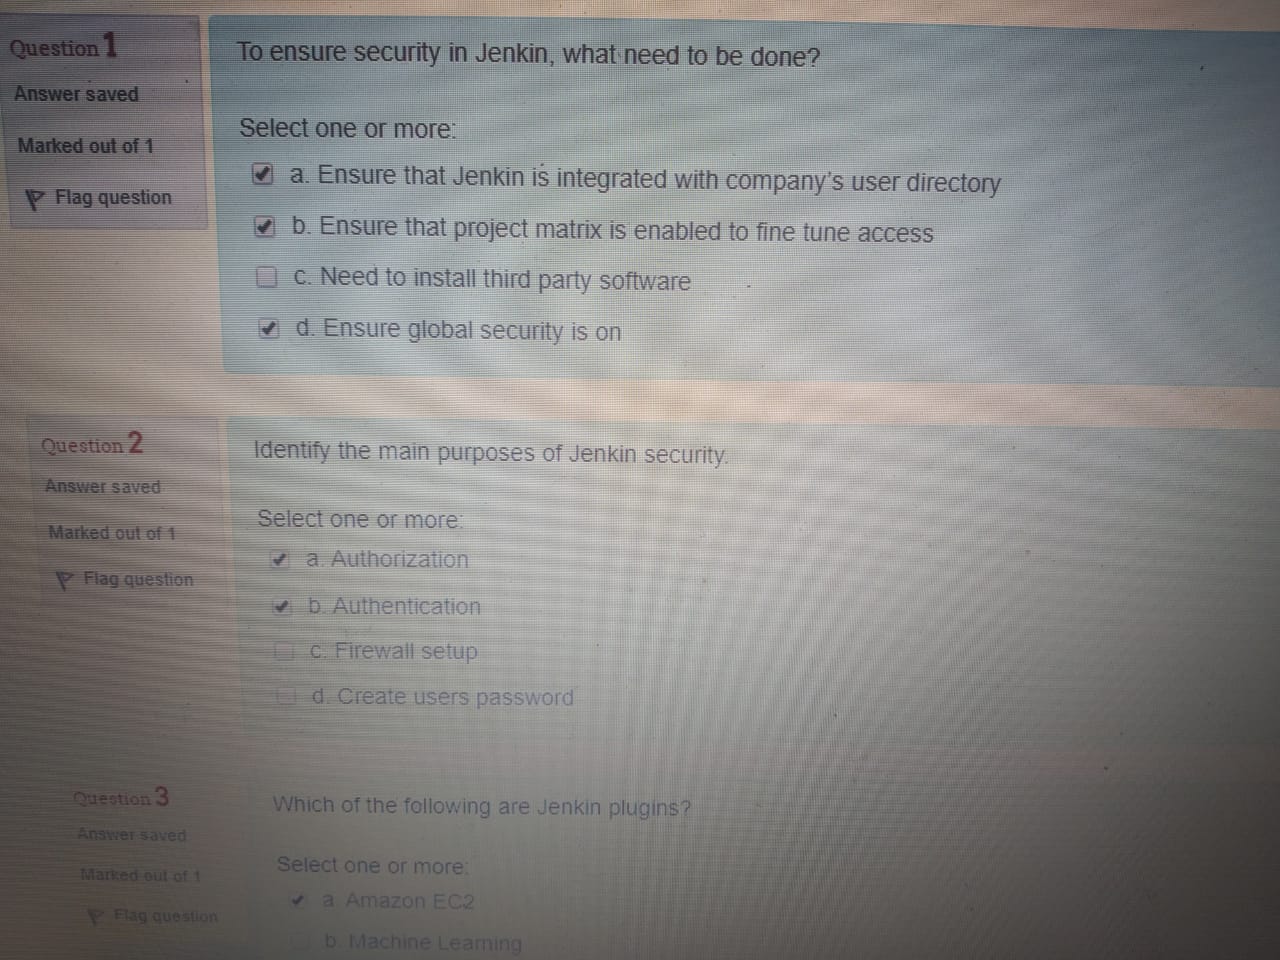 Question 1
Answer saved
Marked out of 1
Flag question
To ensure security in Jenkin, what need to be done?
Select one or more:
a. Ensure that Jenkin is integrated with company's user directory
b. Ensure that project matrix is enabled to fine tune access
c. Need to install third party software
d. Ensure global security is on
Question 2
Answer saved
Marked out of 1
Flag question
Identify the main purposes of Jenkin security.
Select one or more:
a. Authorization
b. Authentication
c. Firewall setup
d. Create users password
Question 3
Answer saved
Marked out of 1
Flag question
Which of the following are Jenkin plugins?
Select one or more:
a. Amazon EC2
b. Machine Learning